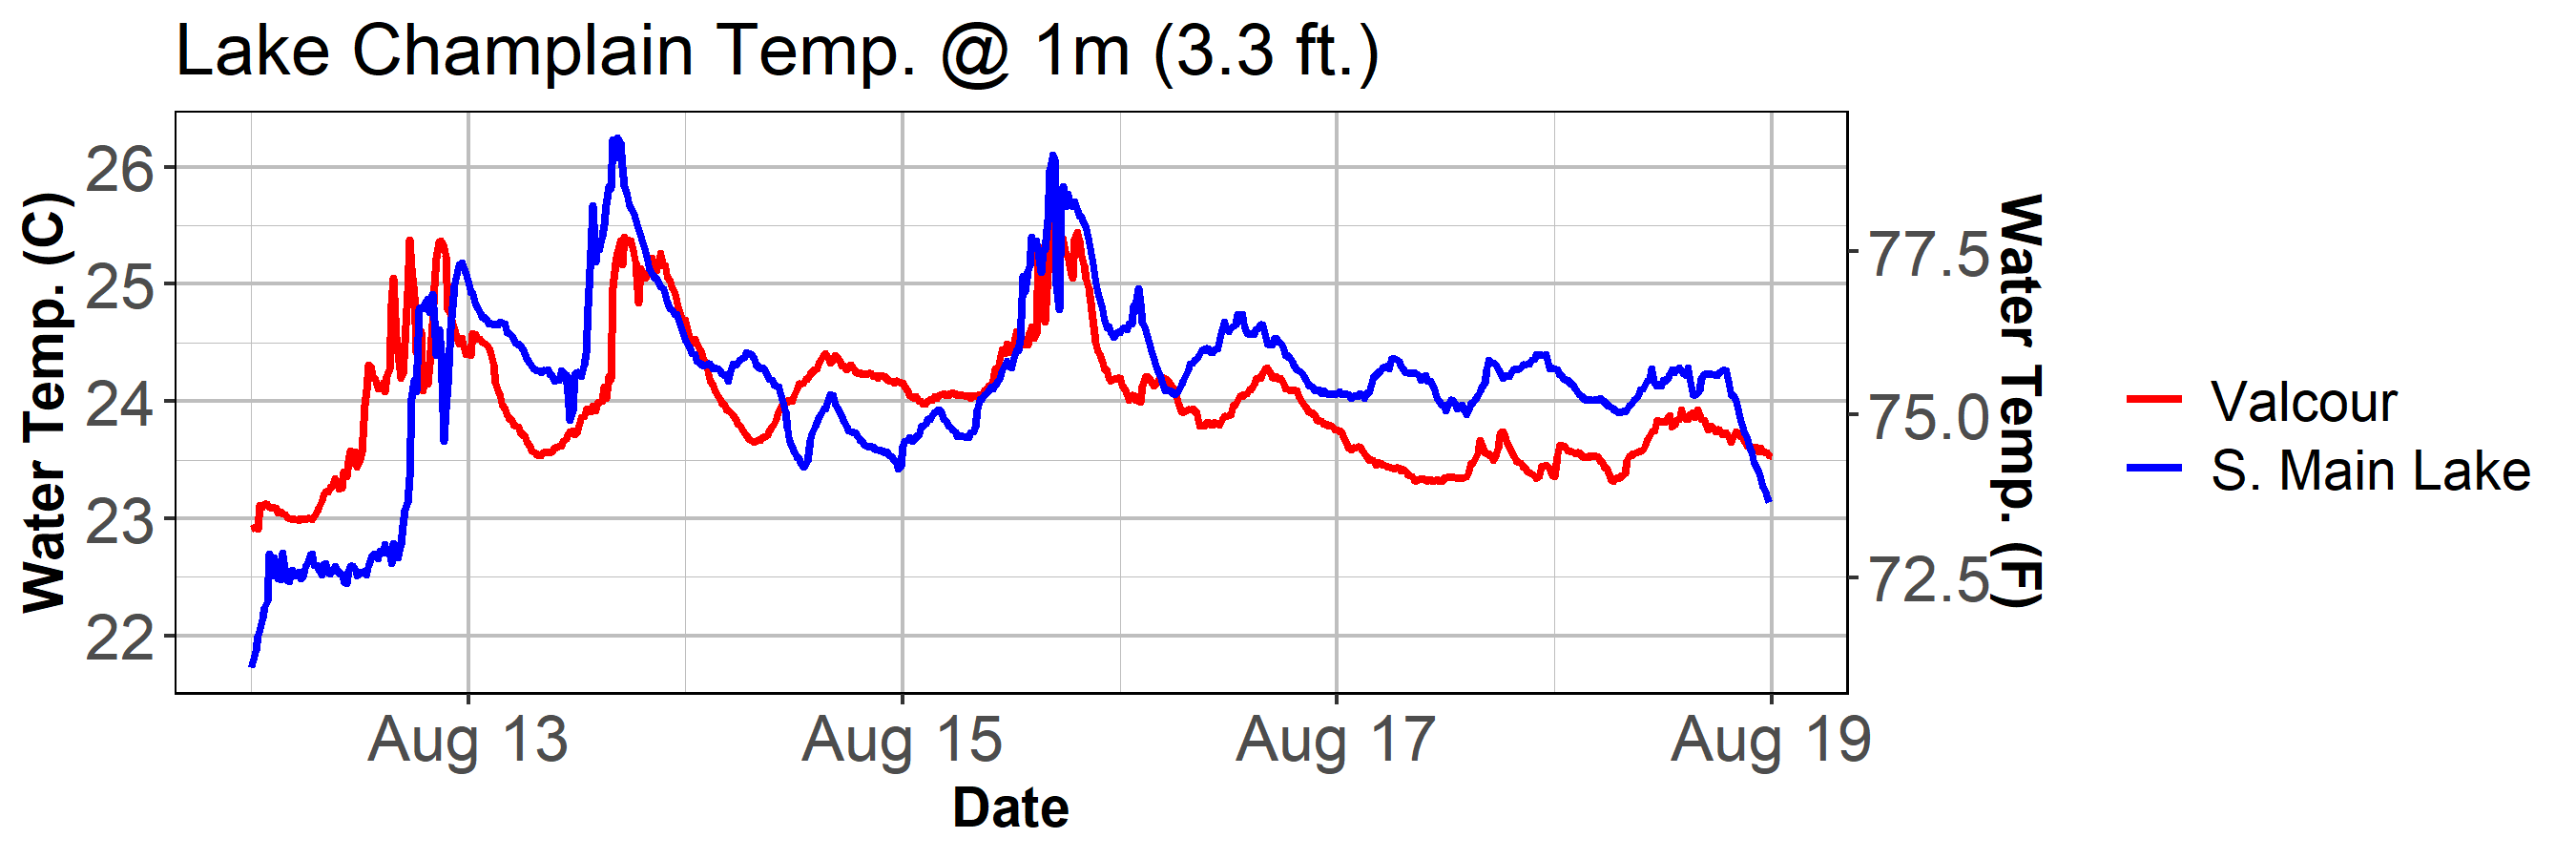 Lake Champlain Temp. @ 1m (3.3 ft.)
Water Temp. (C)
26
25
24
23
22
77.5
75.0
72.5
Water Temp. (F)
Aug 13
Aug 15
Aug 17
Aug 19
Date
Valcour
S. Main Lake